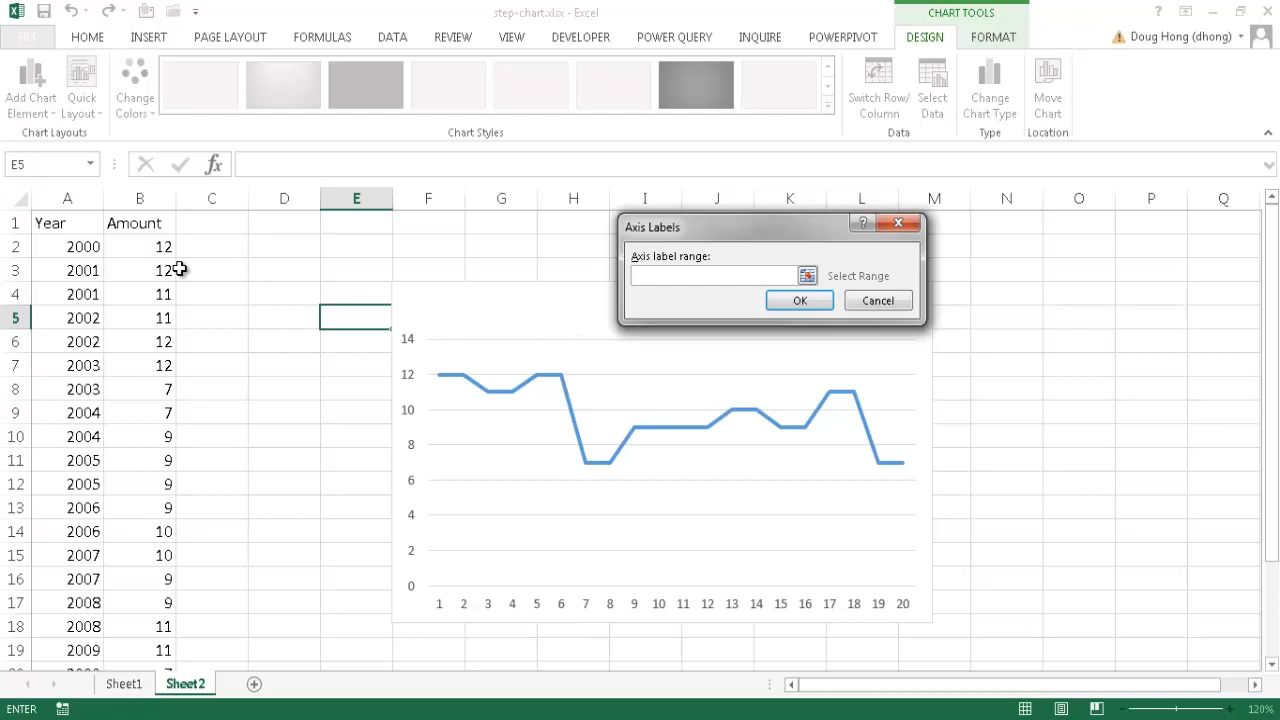 step-chart.xlsx - Excel
CHART TOOLS
?
HOME INSERT PAGE LAYOUT FORMULAS DATA REVIEW VIEW DEVELOPER POWER QUERY INQUIRE POWERPIVOT DESIGN FORMAT Doug Hong (dhong)
Add Chart Element
Quick Layout
Change Colors
Switch Row/ Column
Select Data
Change Chart Type
Move Chart
Chart Layouts Chart Styles Data Type Location
E5 fx
A B C D E F G H I J K L M N O P Q
1 Year Amount
2 2000 12
3 2001 12
4 2001 11
5 2002 11
6 2002 12
7 2003 12
8 2003 7
9 2004 7
10 2004 9
11 2005 9
12 2005 9
13 2006 9
14 2006 10
15 2007 10
16 2007 9
17 2008 9
18 2008 11
19 2009 11
Axis Labels ?
Axis label range:
Select Range
OK Cancel
14
12
10
8
6
4
2
0
1 2 3 4 5 6 7 8 9 10 11 12 13 14 15 16 17 18 19 20
Sheet1 Sheet2
ENTER 120%